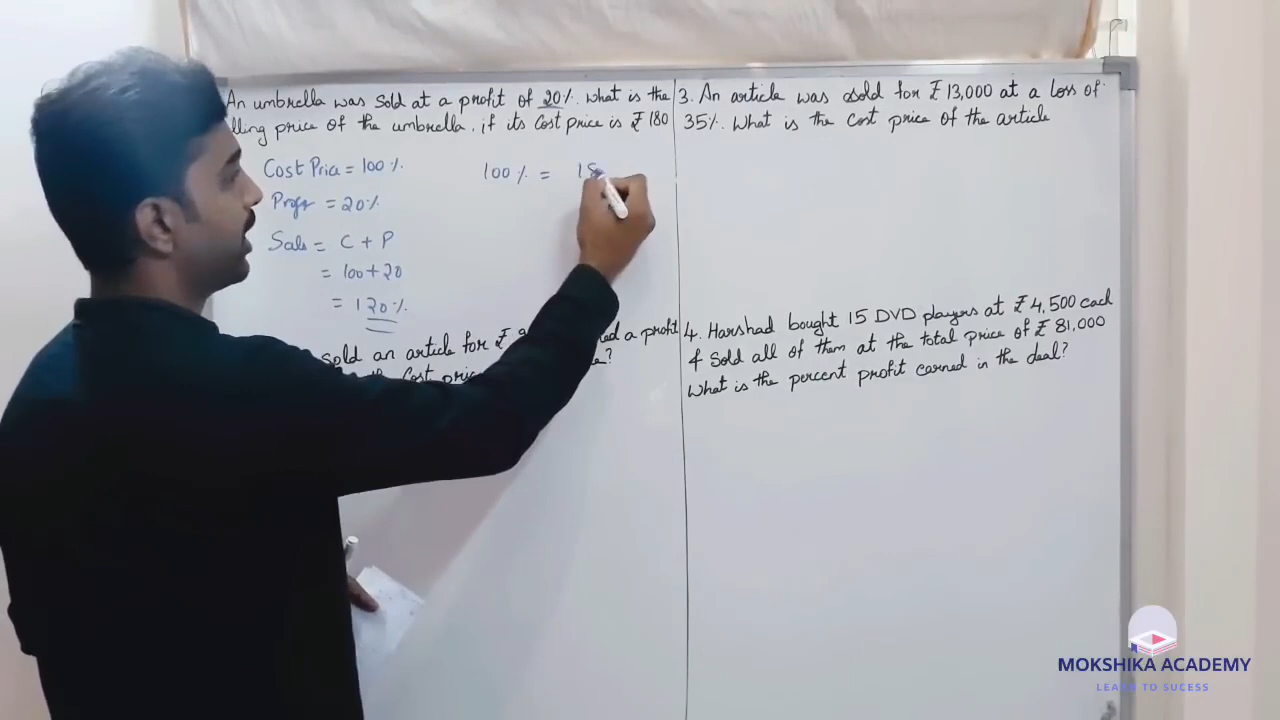 An umbrella was sold at a profit of 20%. What is the
lling price of the umbrella, if its Cost price is ₹ 180
Cost Price = 100 %
= 20%
Sales = C + P
= 100+20
= 120%
100% = 18
sold an article for ₹ a profit
the Cost
3. An article was sold for ₹ 13,000 at a loss of
35%. What is the cost price of the article
4. Harshad bought 15 DVD players at ₹ 4,500 each
& Sold all of them at the total price of ₹ 81,000
What is the percent profit earned in the deal?
MOKSHIKA ACADEMY
LEARN TO SUCESS